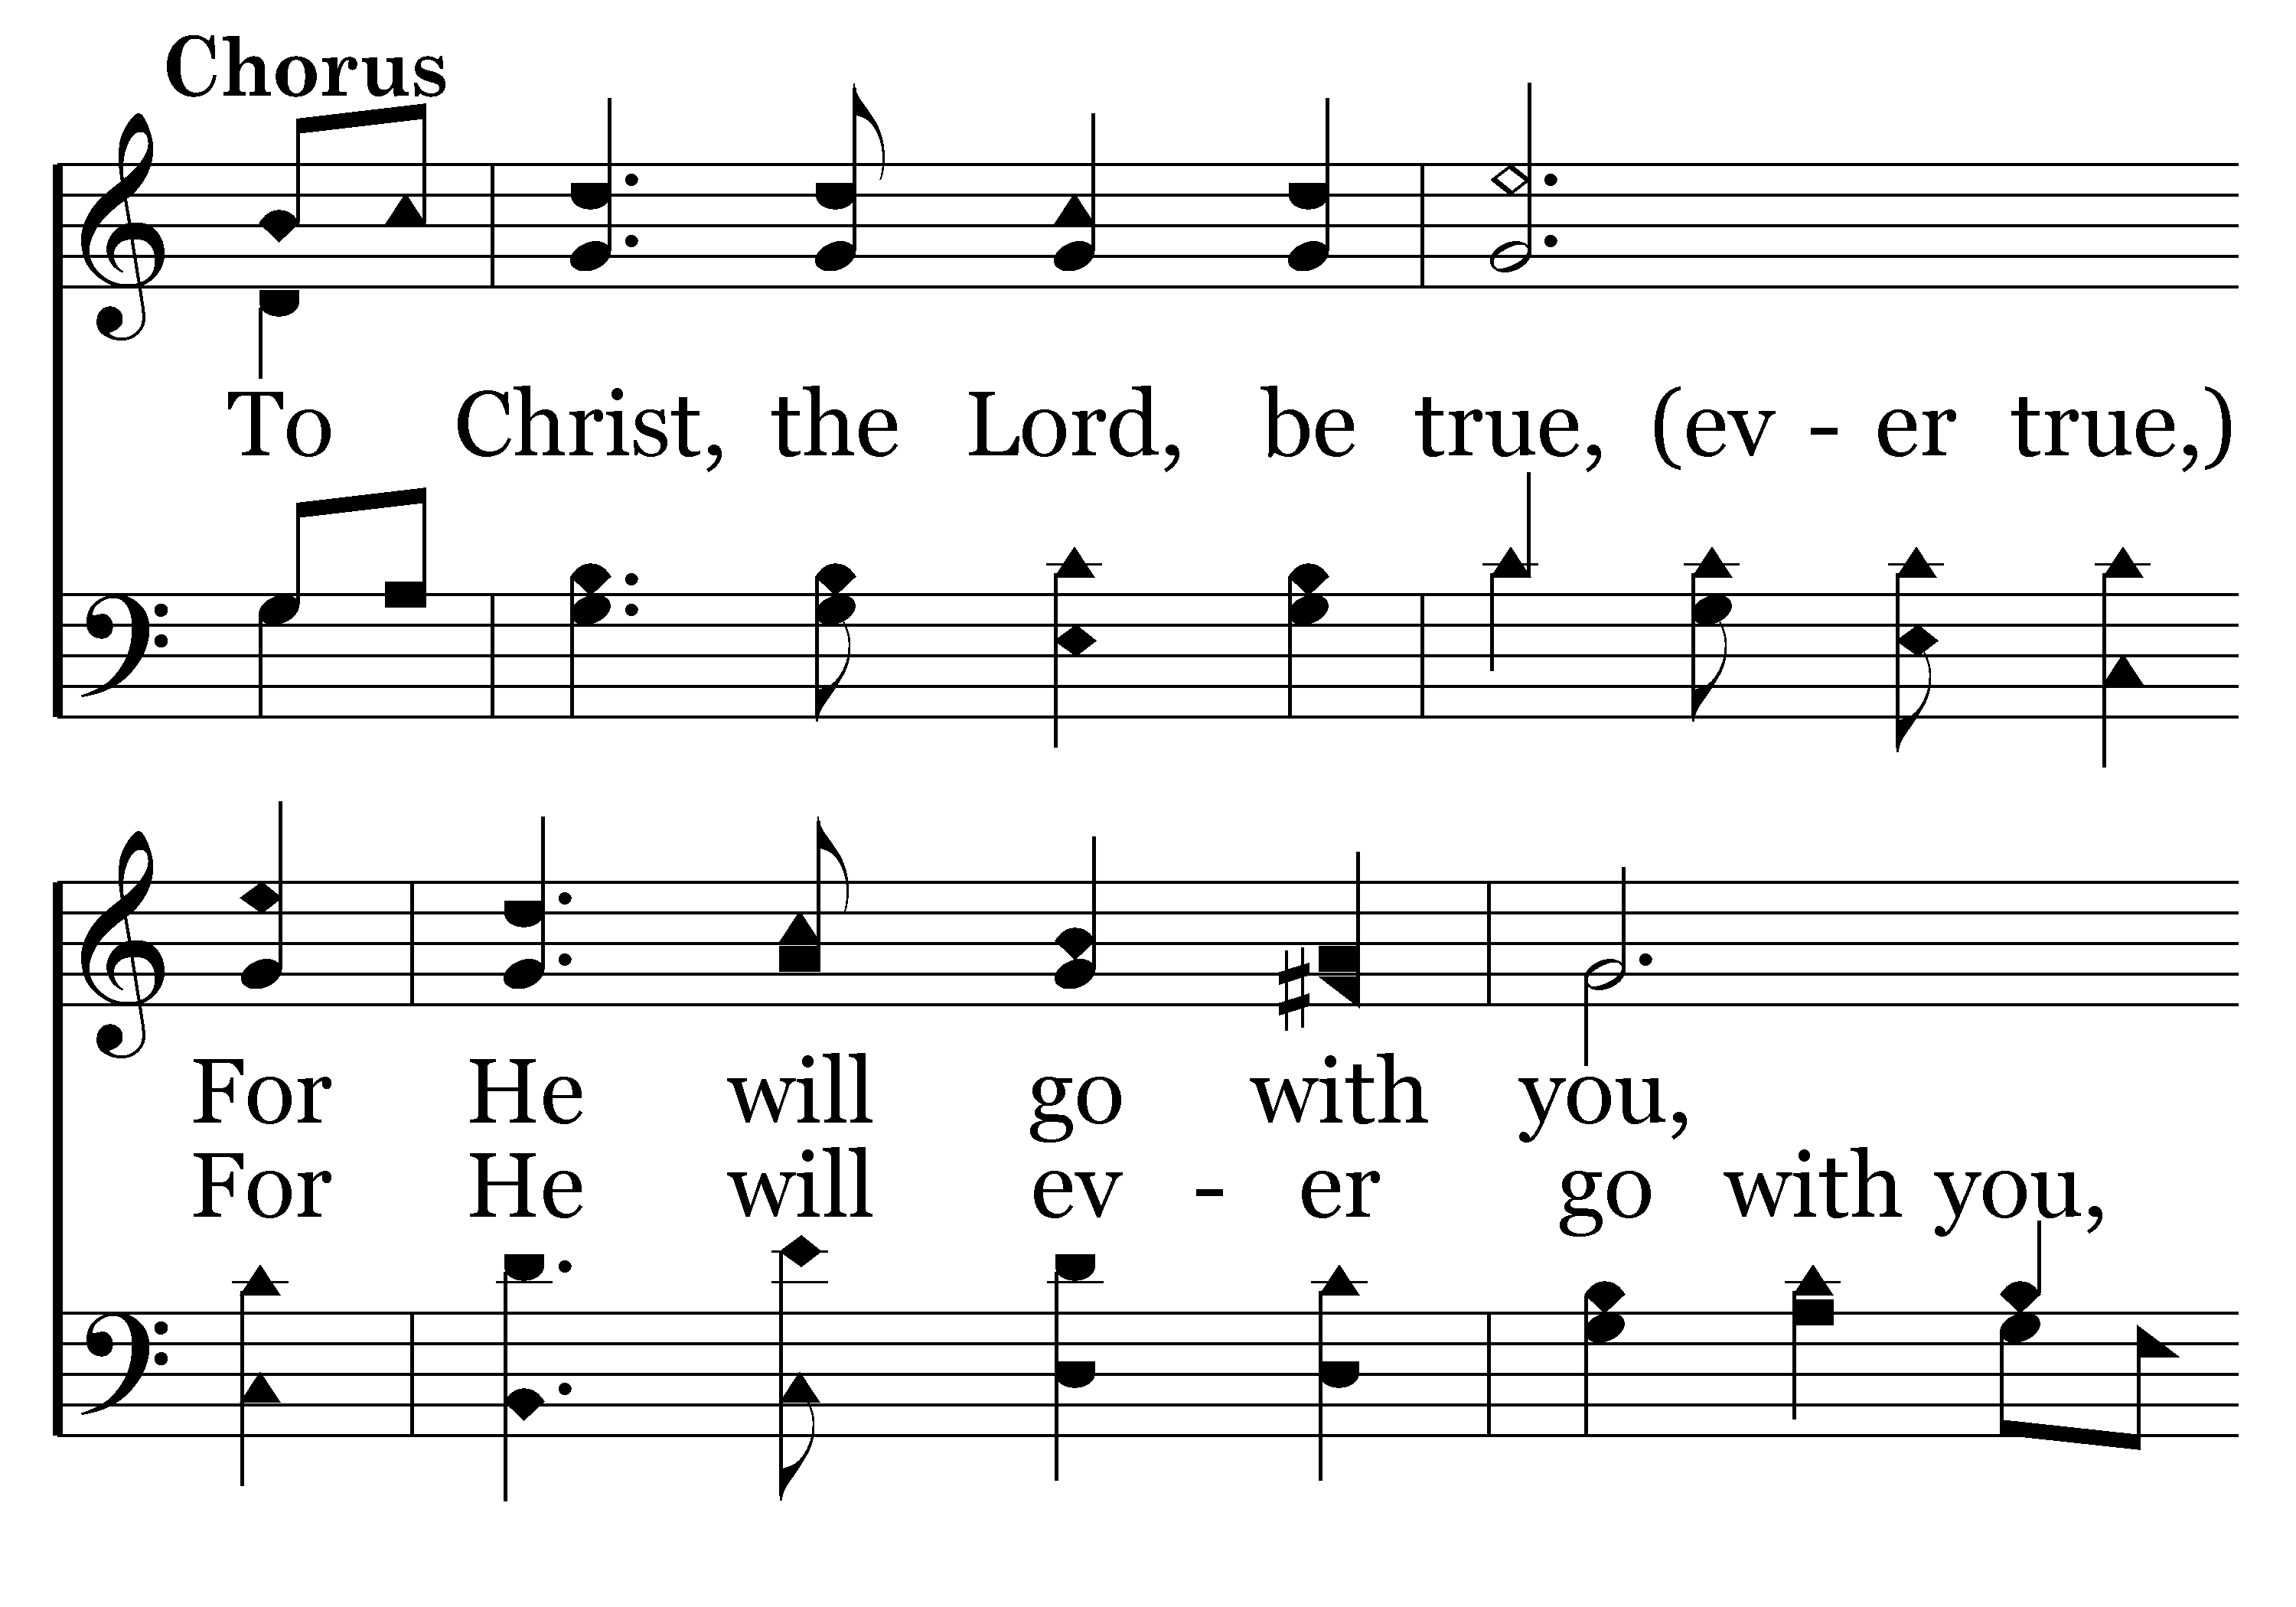 Chorus
To Christ, the Lord, be true, (ev - er true,)
For He will go with you,
For He will ev - er go with you,